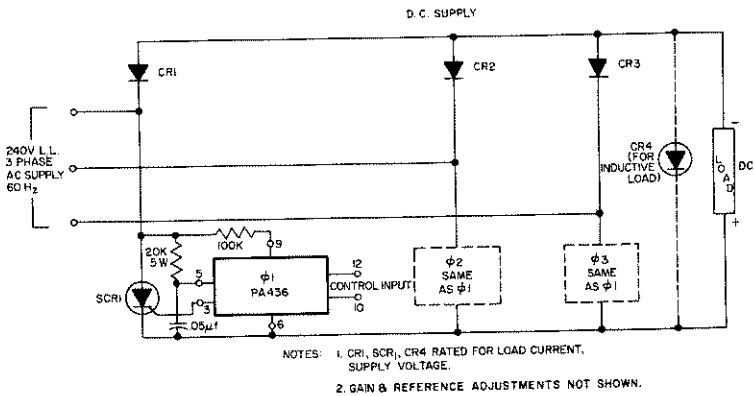 D.C. SUPPLY
CR1
CR2
CR3
240V L.L.
3 PHASE
AC SUPPLY
60 Hz
CR4
(FOR
INDUCTIVE
LOAD)
-
LOAD
DC
+
20K
5W
100K
9
5
φ1
PA436
12
CONTROL INPUT
10
3
6
SCR1
.05μf
φ2
SAME
AS φ1
φ3
SAME
AS φ1
NOTES: 1. CR1, SCR1, CR4 RATED FOR LOAD CURRENT,
SUPPLY VOLTAGE.
2. GAIN & REFERENCE ADJUSTMENTS NOT SHOWN.